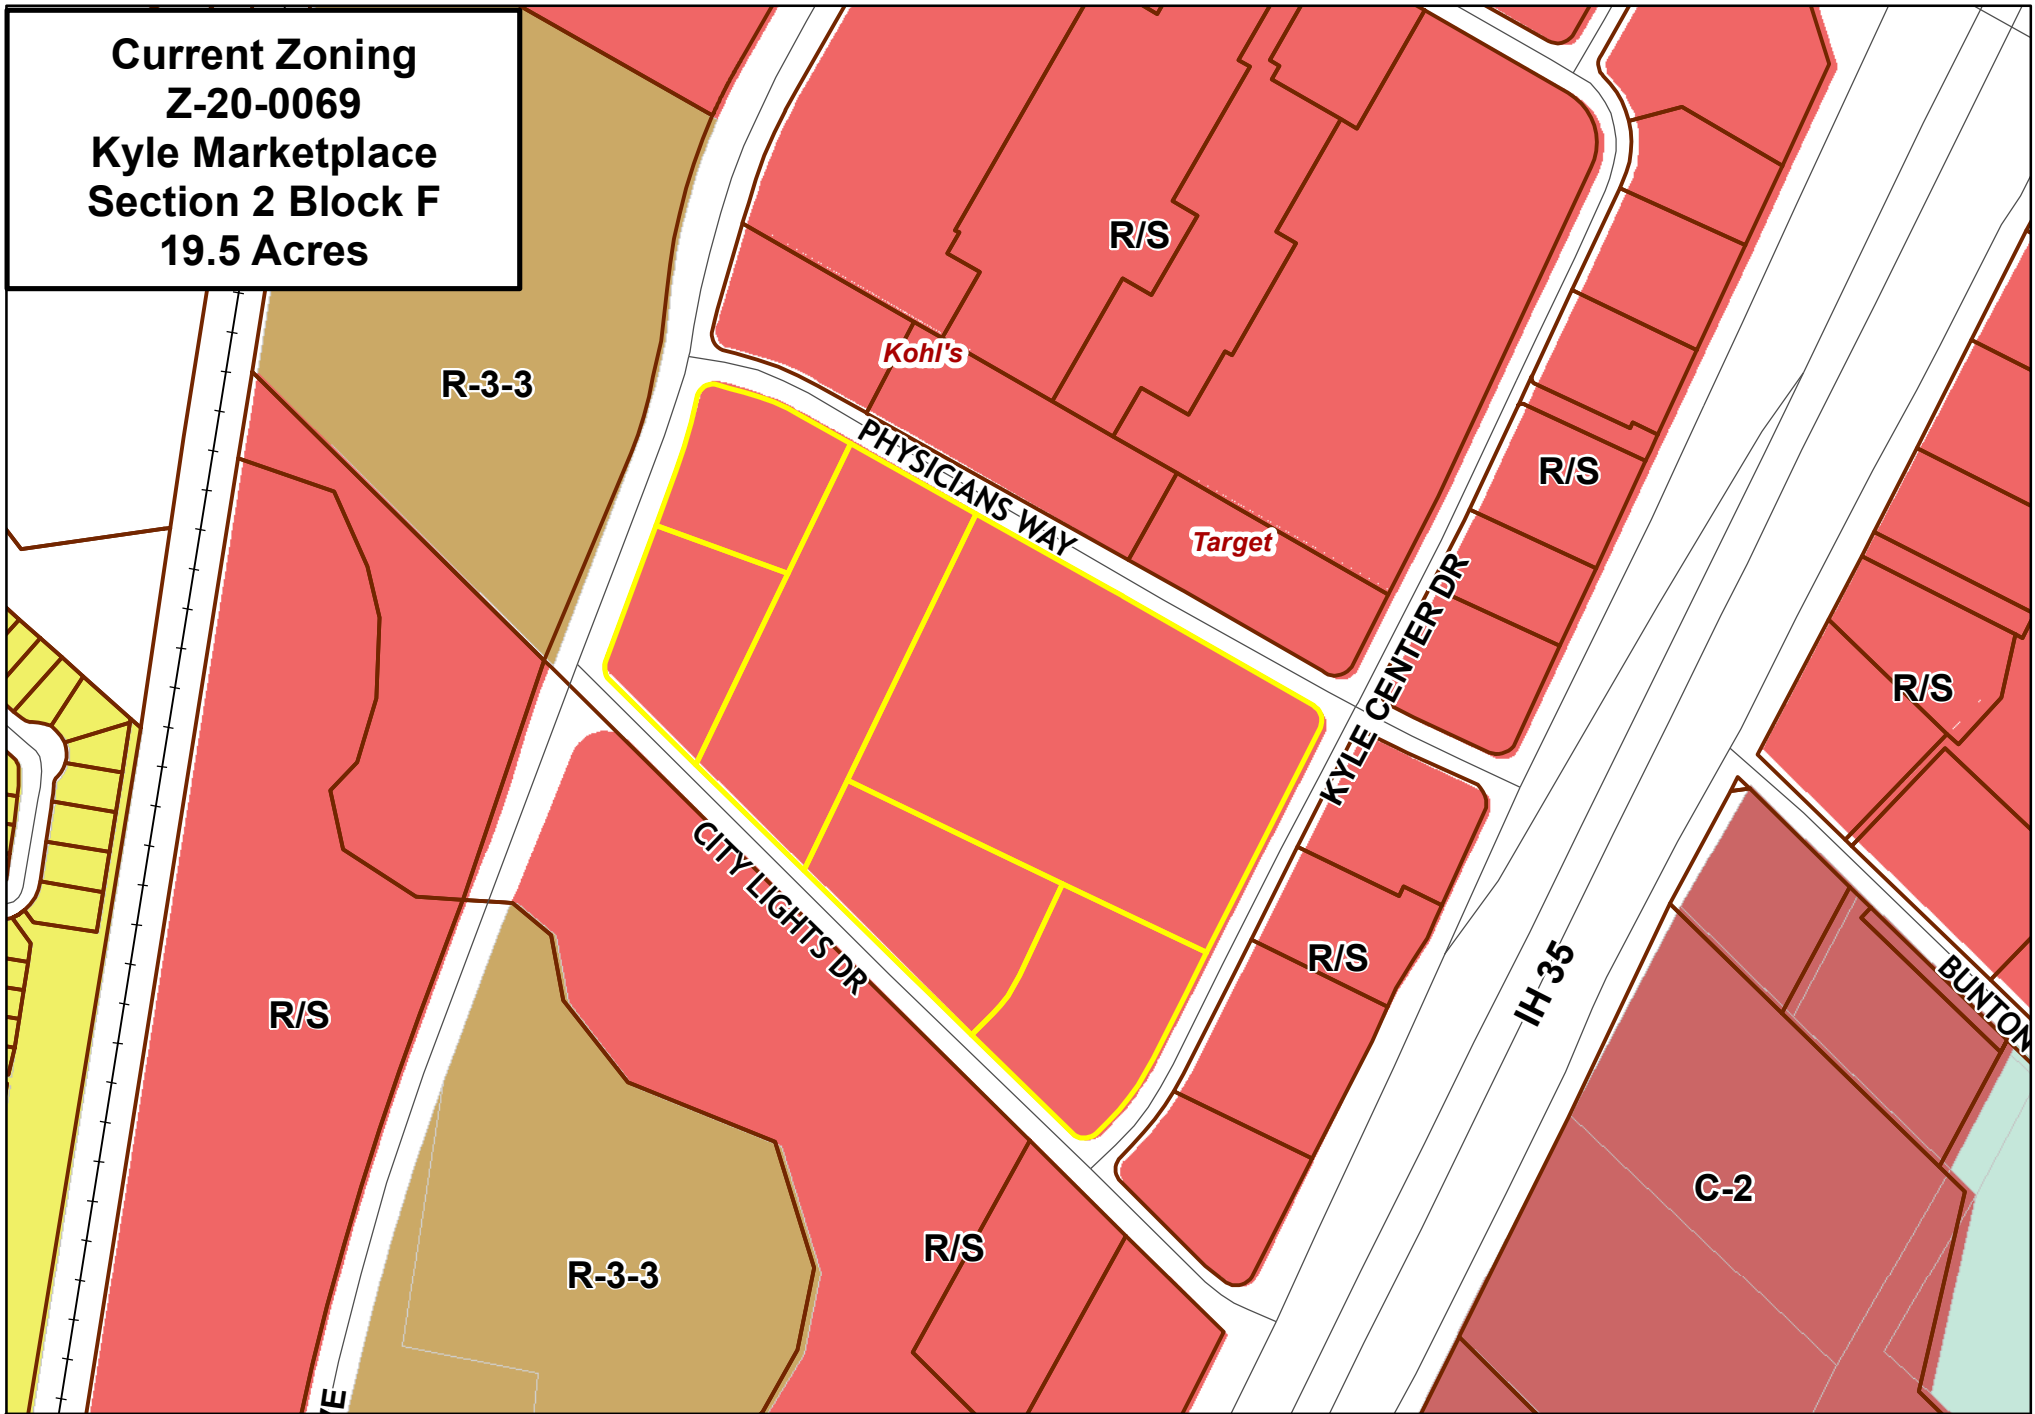 Current Zoning
Z-20-0069
Kyle Marketplace
Section 2 Block F
19.5 Acres
R/S
Kohl's
R-3-3
PHYSICIANS WAY
R/S
Target
KYLE CENTER DR
R/S
CITY LIGHTS DR
R/S
IH 35
BUNTON
R/S
C-2
R/S
R-3-3
VE